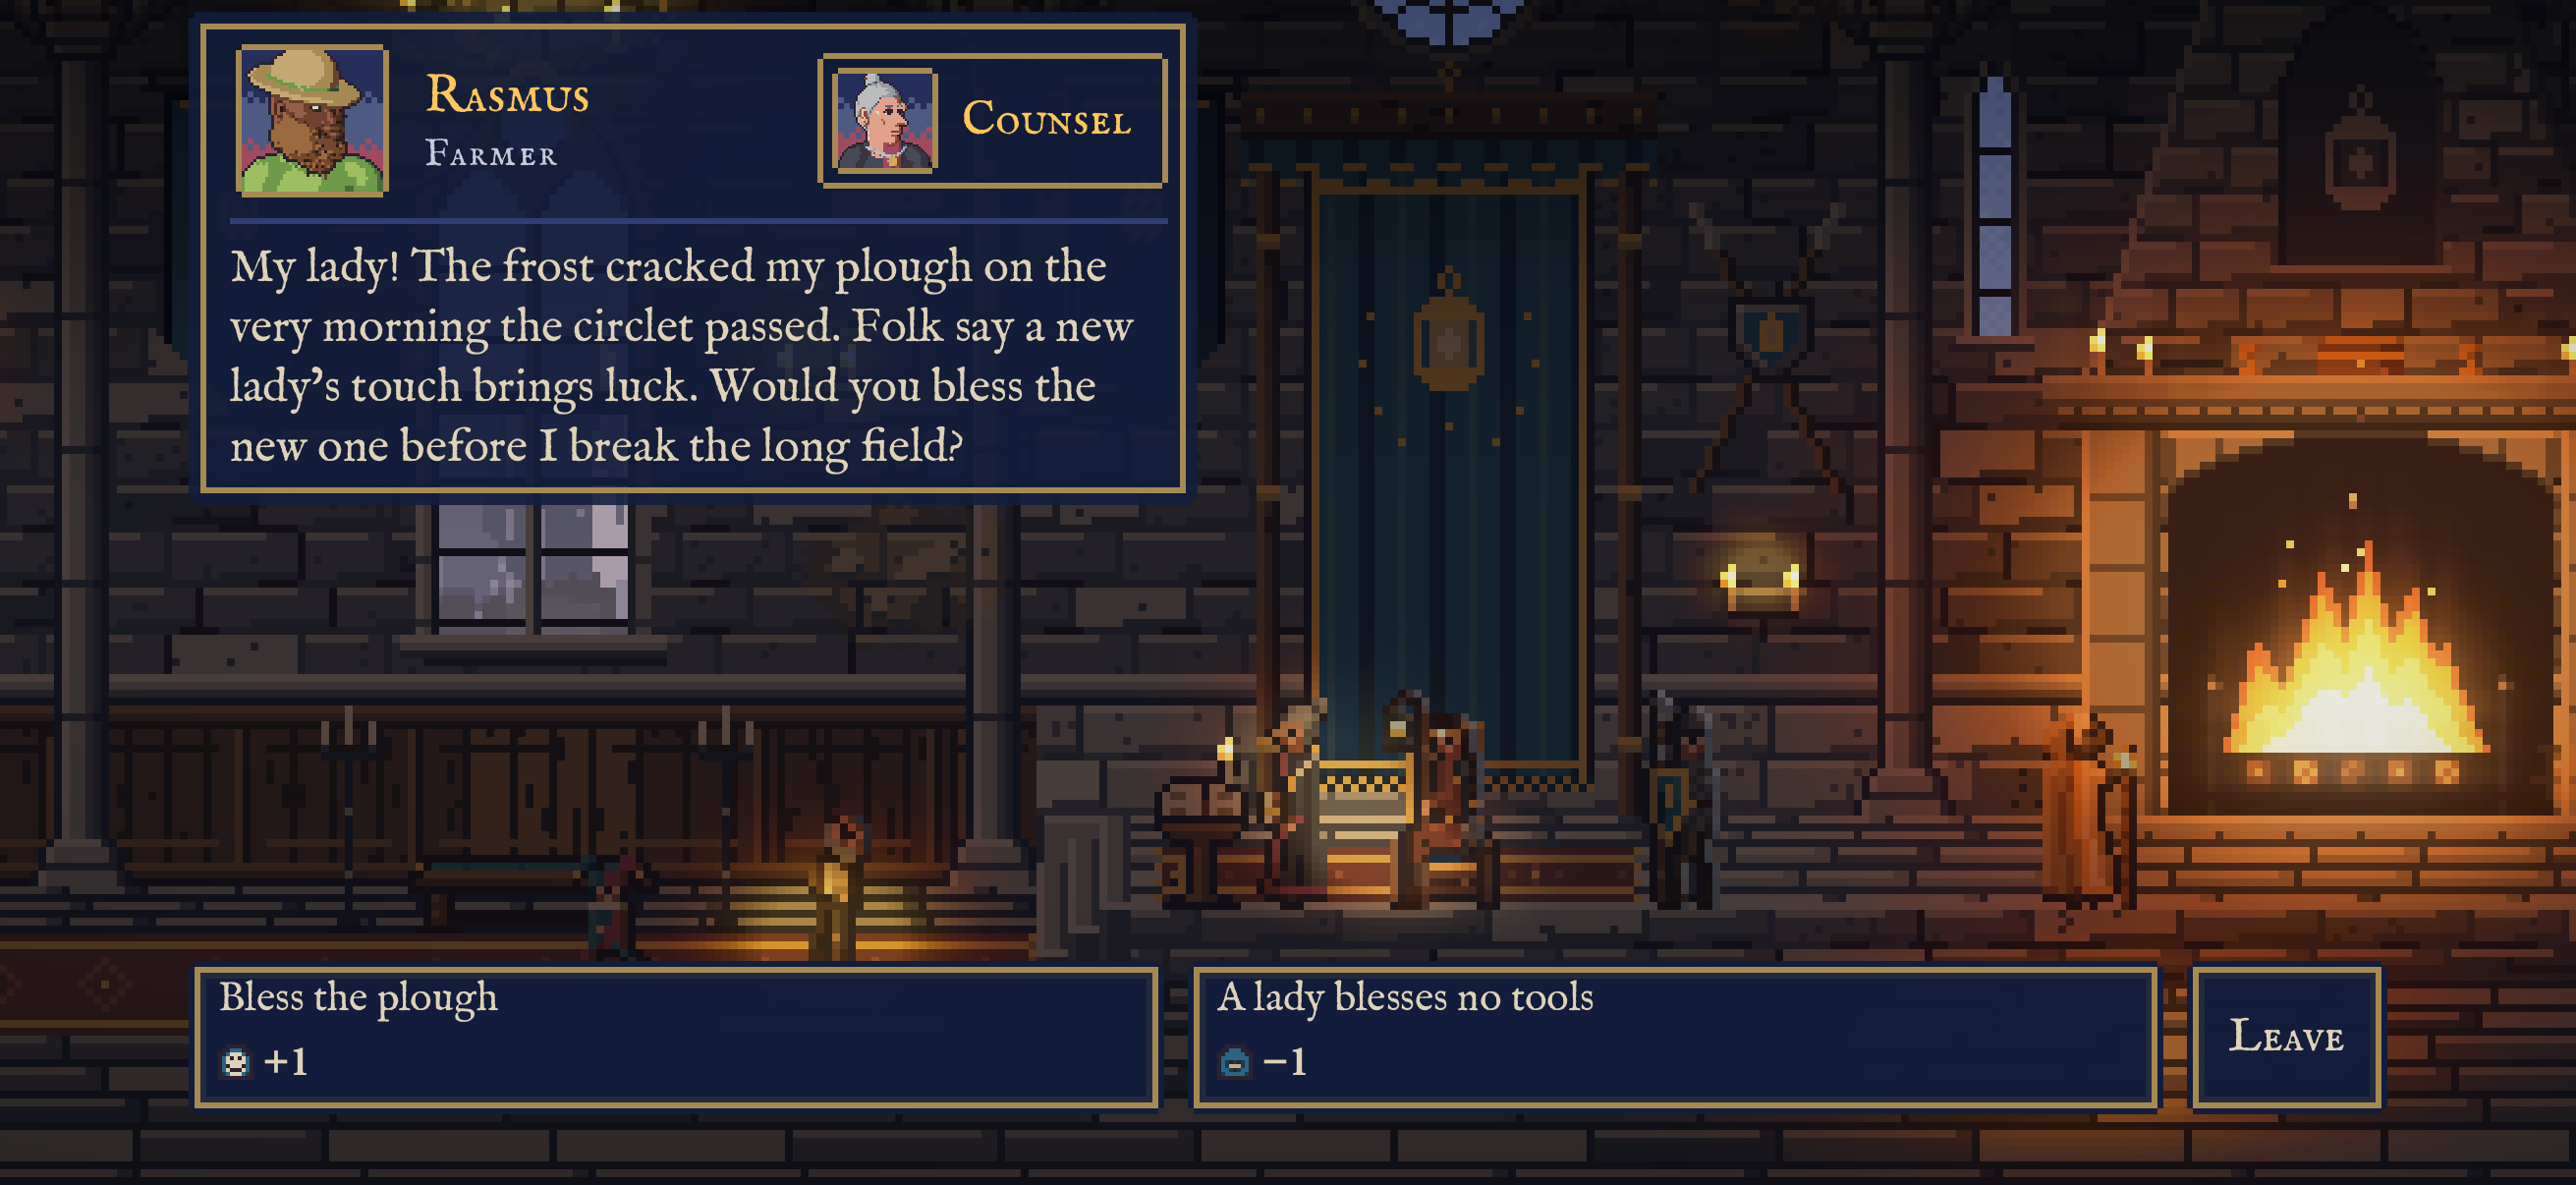 Rasmus
Farmer
Counsel
My lady! The frost cracked my plough on the
very morning the circlet passed. Folk say a new
lady’s touch brings luck. Would you bless the
new one before I break the long field?
Bless the plough
+1
A lady blesses no tools
−1
Leave